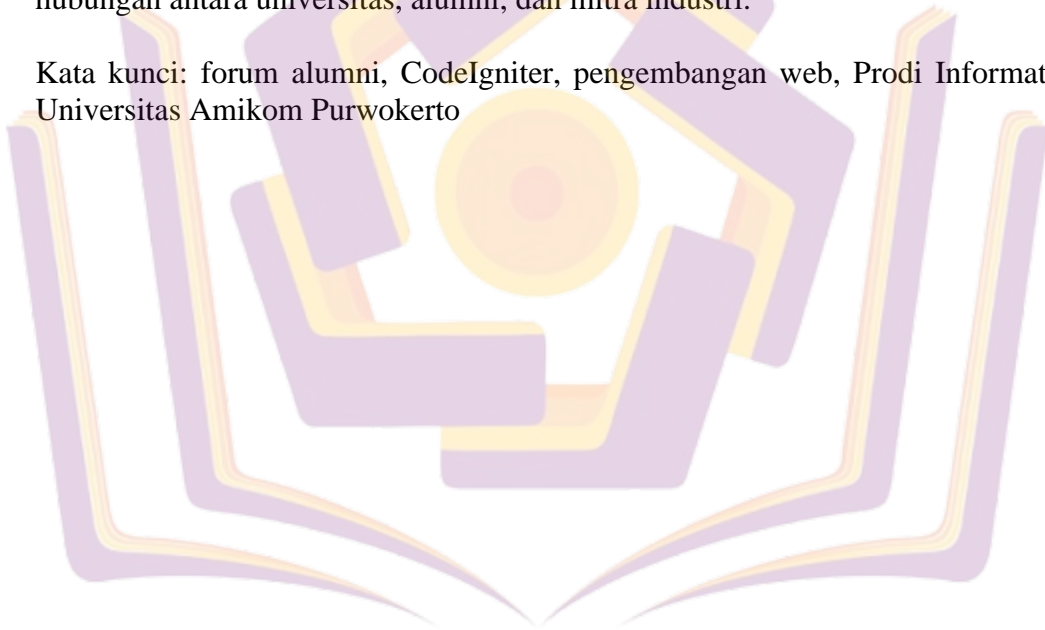 hubungan antara universitas, alumni, dan mitra industri.
Kata kunci: forum alumni, CodeIgniter, pengembangan web, Prodi Informat
Universitas Amikom Purwokerto